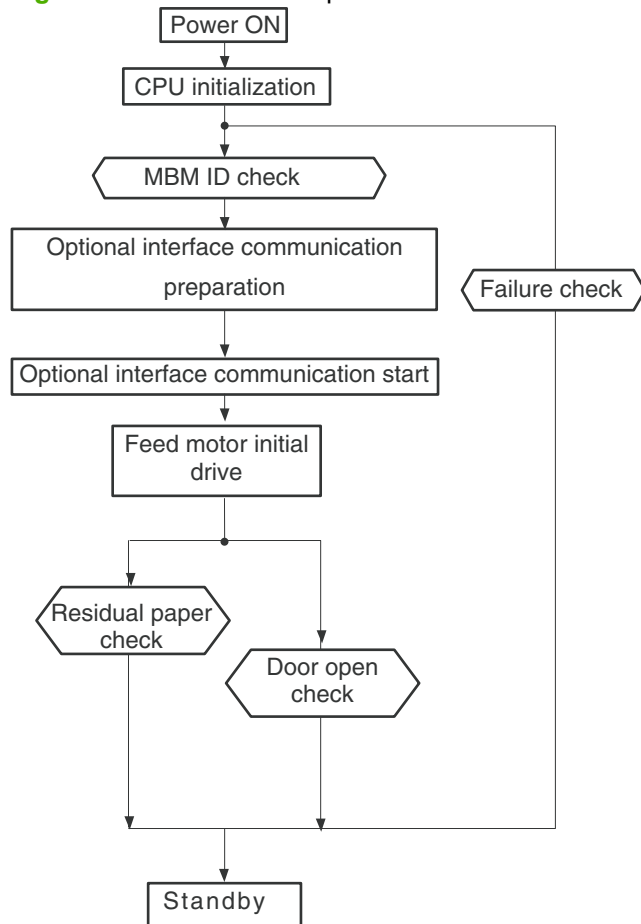 Power ON
CPU initialization
MBM ID check
Optional interface communication
preparation
Failure check
Optional interface communication start
Feed motor initial
drive
Residual paper
check
Door open
check
Standby